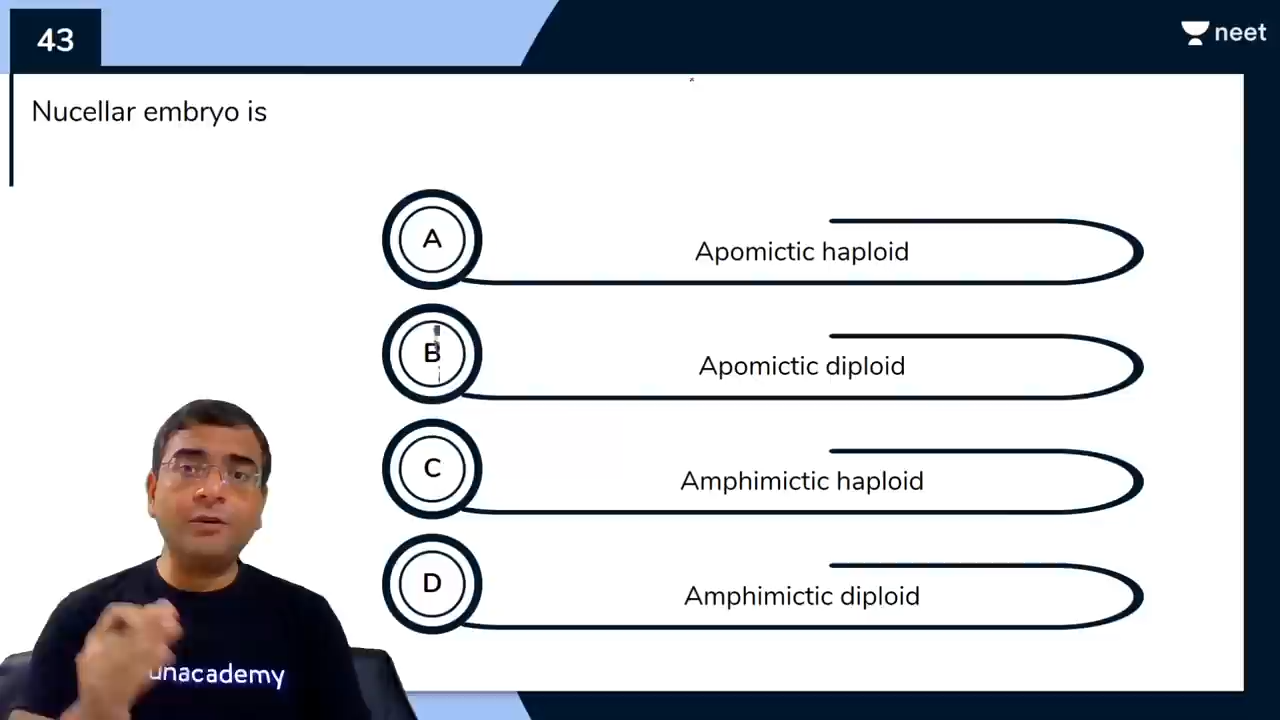 43
neet
Nucellar embryo is
A
Apomictic haploid
B
Apomictic diploid
C
Amphimictic haploid
D
Amphimictic diploid
unacademy